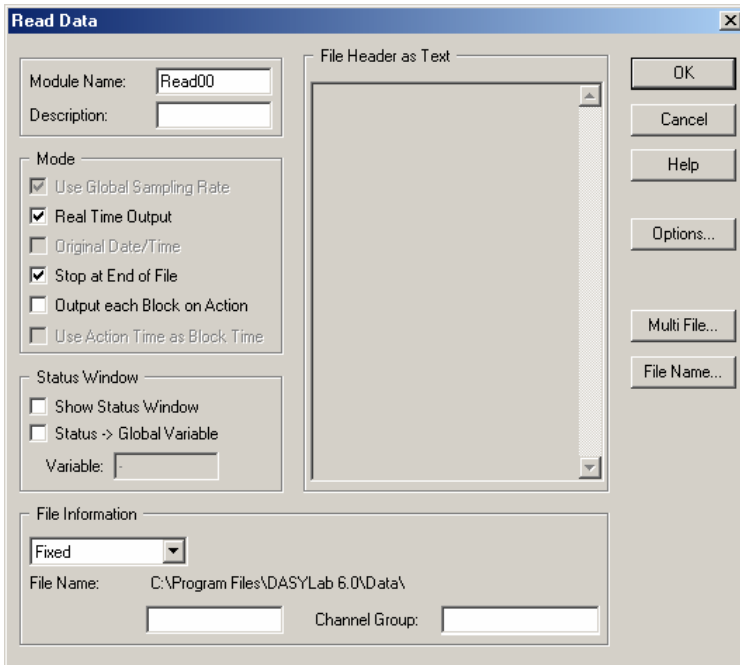 Read Data
Module Name: Read00
Description:
Mode
Use Global Sampling Rate
Real Time Output
Original Date/Time
Stop at End of File
Output each Block on Action
Use Action Time as Block Time
Status Window
Show Status Window
Status -> Global Variable
Variable: -
File Header as Text
OK
Cancel
Help
Options...
Multi File...
File Name...
File Information
Fixed
File Name: C:\Program Files\DASYLab 6.0\Data\
Channel Group: